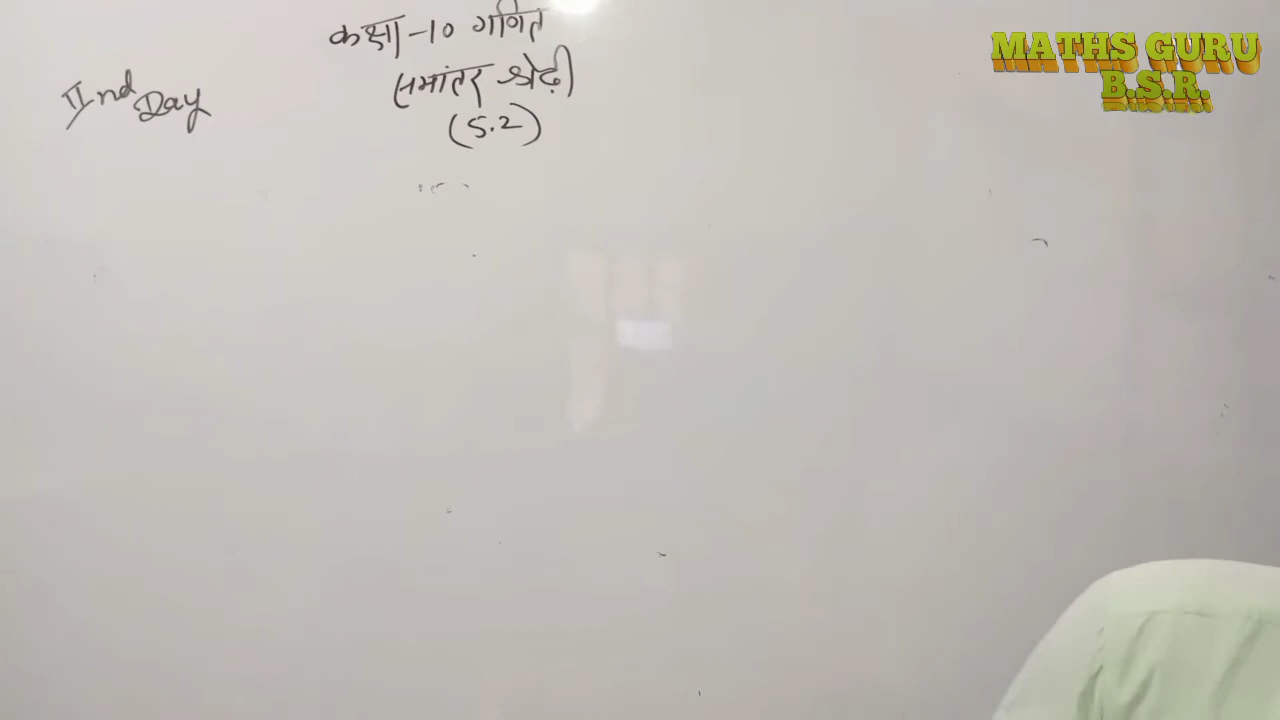 कक्षा-10 गणित
समांतर श्रेढ़ी
(5.2)
IInd Day
MATHS GURU
B.S.R.